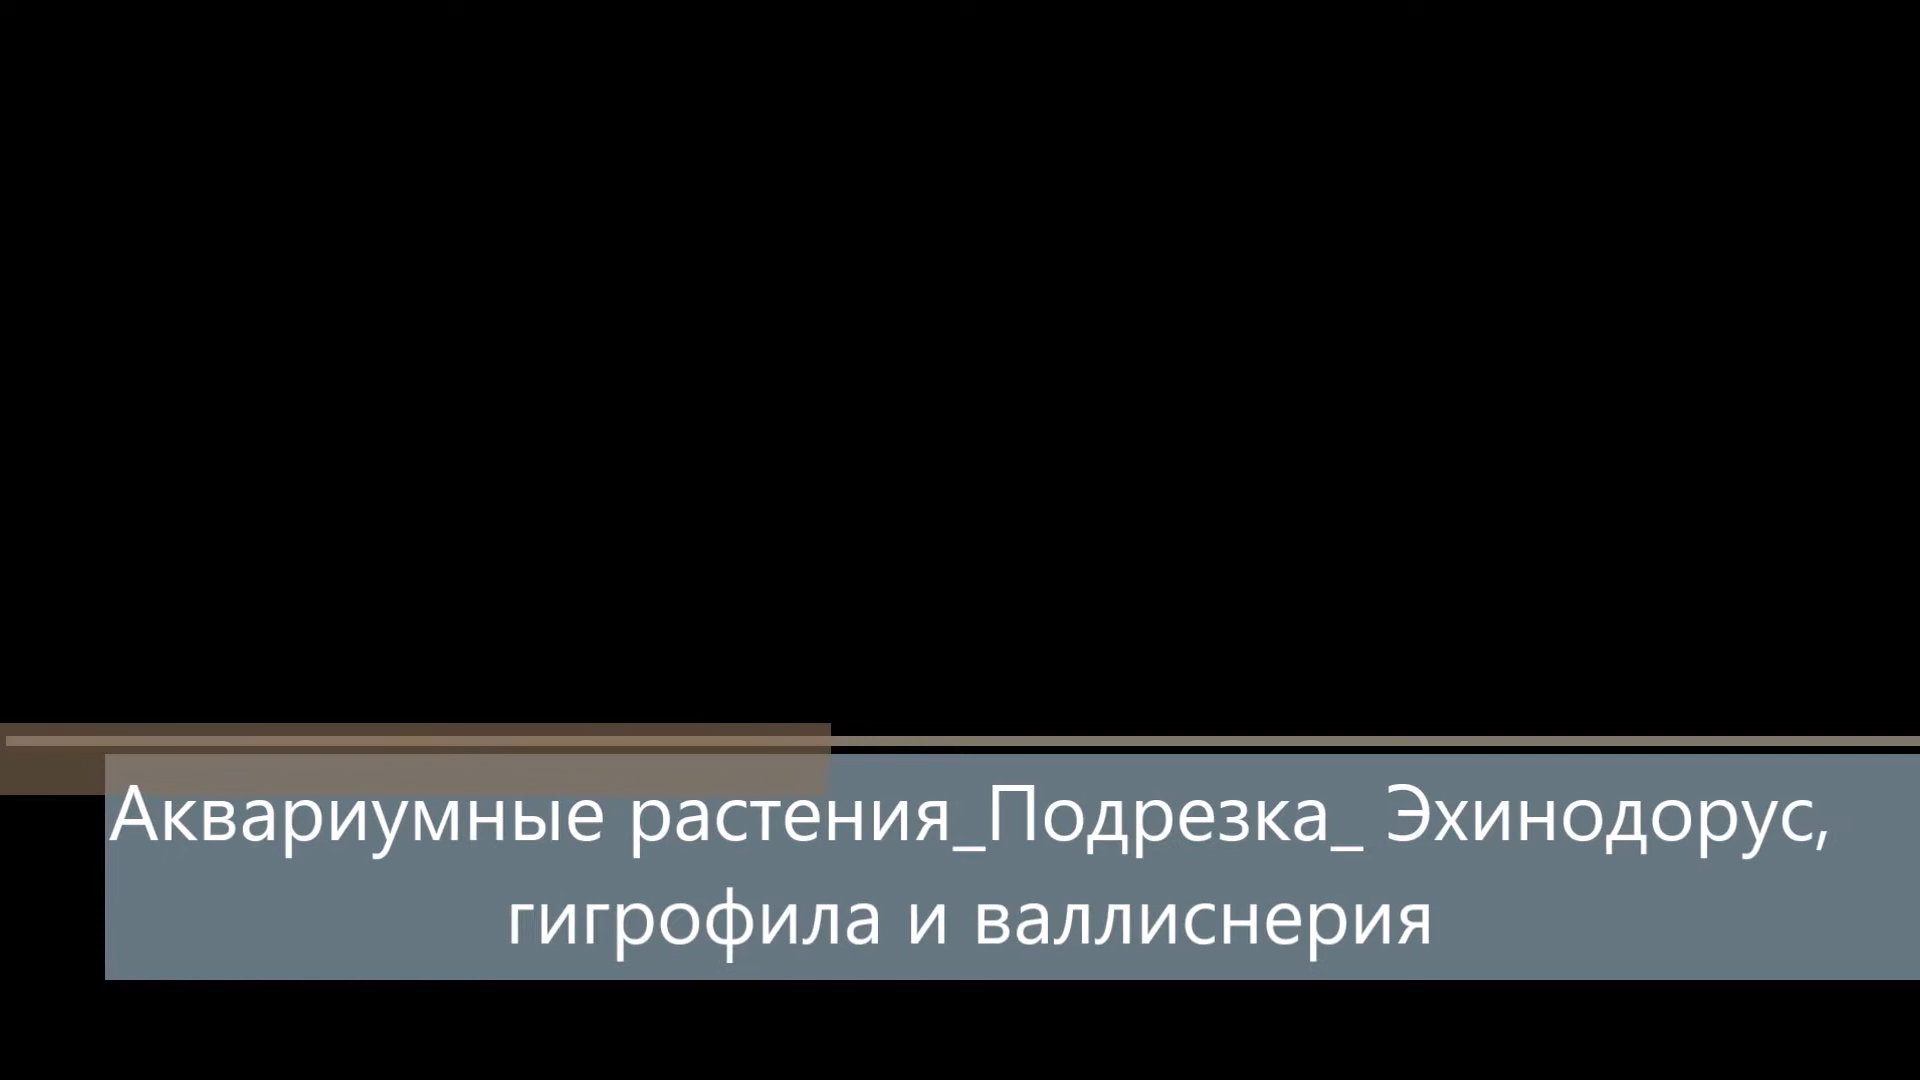 Аквариумные растения_Подрезка_ Эхинодорус,
гигрофила и валлиснерия